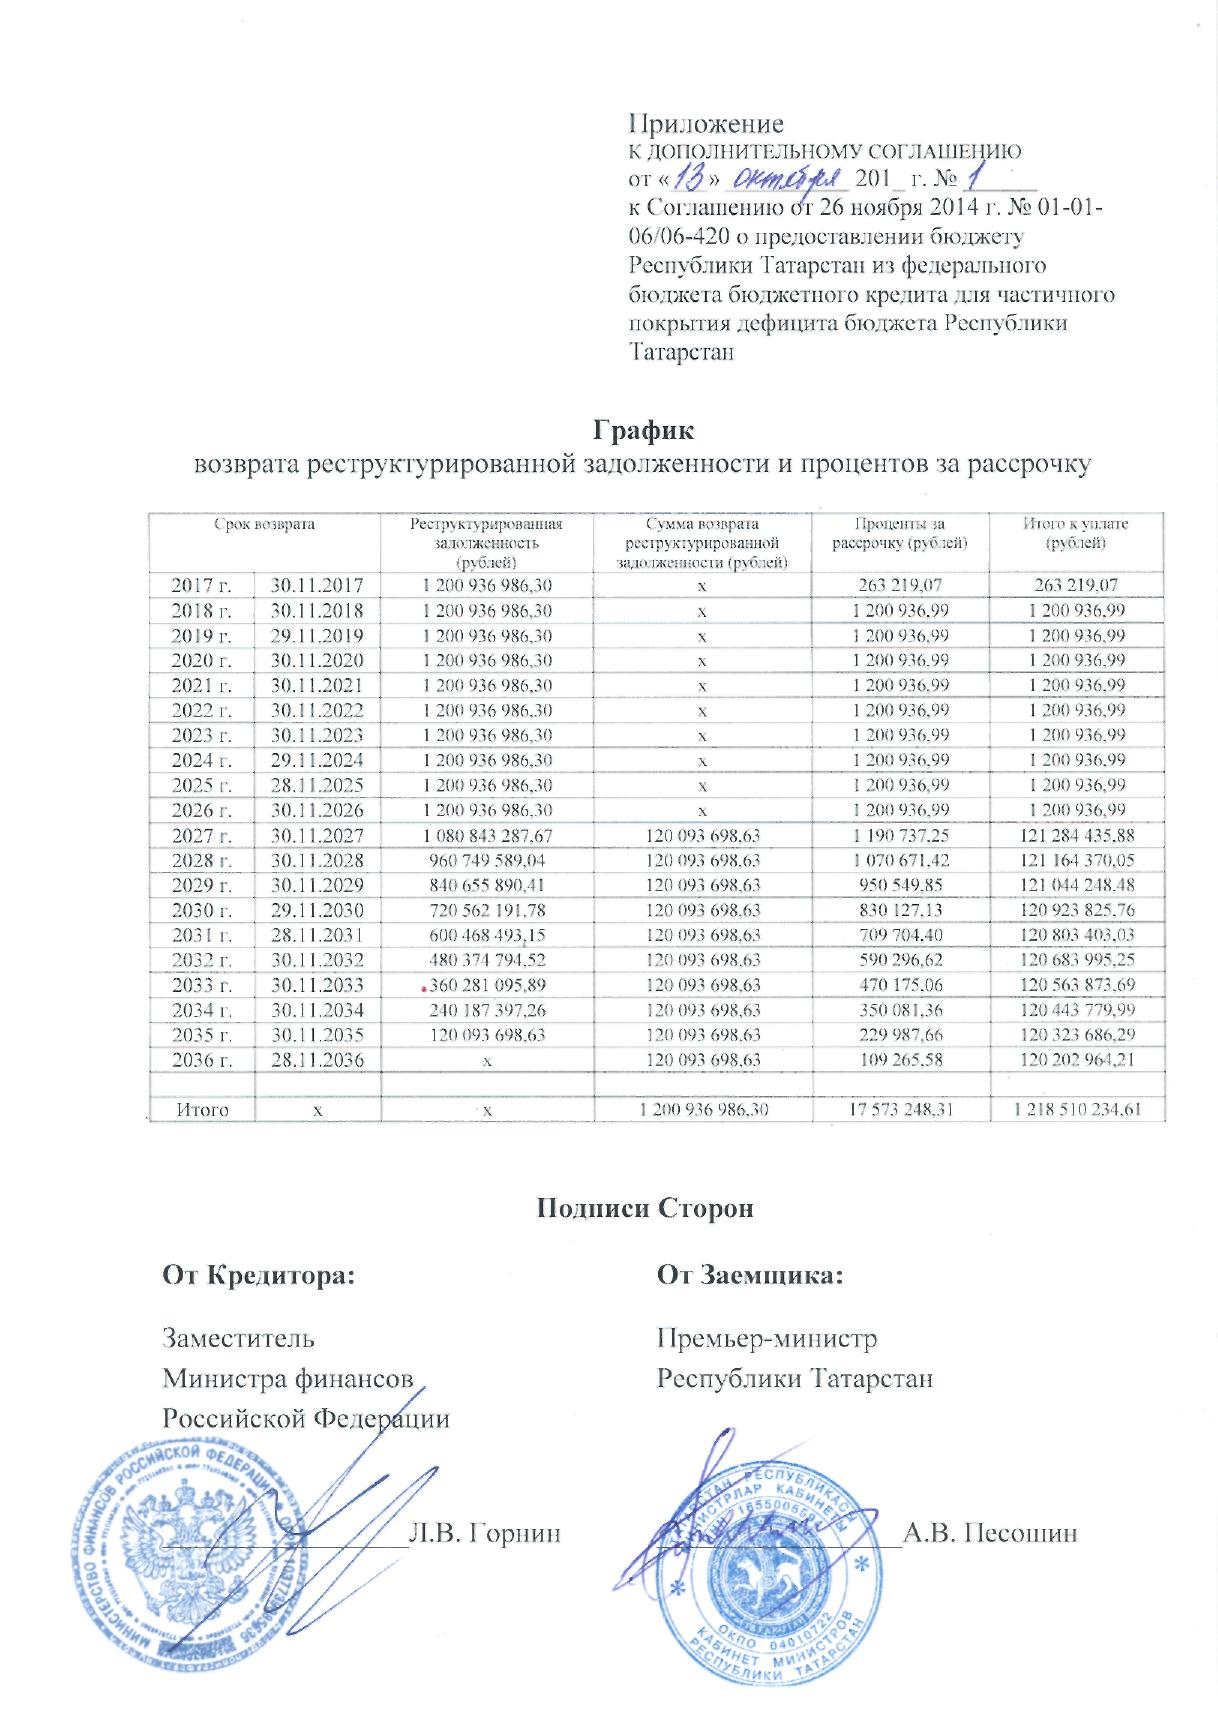 Приложение
К ДОПОЛНИТЕЛЬНОМУ СОГЛАШЕНИЮ
от «13» октября 201_ г. № 1
к Соглашению от 26 ноября 2014 г. № 01-01-
06/06-420 о предоставлении бюджету
Республики Татарстан из федерального
бюджета бюджетного кредита для частичного
покрытия дефицита бюджета Республики
Татарстан
График
возврата реструктурированной задолженности и процентов за рассрочку
Срок возврата Реструктурированная задолженность (рублей) Сумма возврата реструктурированной задолженности (рублей) Проценты за рассрочку (рублей) Итого к уплате (рублей)
2017 г. 30.11.2017 1 200 936 986,30 х 263 219,07 263 219,07
2018 г. 30.11.2018 1 200 936 986,30 х 1 200 936,99 1 200 936,99
2019 г. 29.11.2019 1 200 936 986,30 х 1 200 936,99 1 200 936,99
2020 г. 30.11.2020 1 200 936 986,30 х 1 200 936,99 1 200 936,99
2021 г. 30.11.2021 1 200 936 986,30 х 1 200 936,99 1 200 936,99
2022 г. 30.11.2022 1 200 936 986,30 х 1 200 936,99 1 200 936,99
2023 г. 30.11.2023 1 200 936 986,30 х 1 200 936,99 1 200 936,99
2024 г. 29.11.2024 1 200 936 986,30 х 1 200 936,99 1 200 936,99
2025 г. 28.11.2025 1 200 936 986,30 х 1 200 936,99 1 200 936,99
2026 г. 30.11.2026 1 200 936 986,30 х 1 200 936,99 1 200 936,99
2027 г. 30.11.2027 1 080 843 287,67 120 093 698,63 1 190 737,25 121 284 435,88
2028 г. 30.11.2028 960 749 589,04 120 093 698,63 1 070 671,42 121 164 370,05
2029 г. 30.11.2029 840 655 890,41 120 093 698,63 950 549,85 121 044 248,48
2030 г. 29.11.2030 720 562 191,78 120 093 698,63 830 127,13 120 923 825,76
2031 г. 28.11.2031 600 468 493,15 120 093 698,63 709 704,40 120 803 403,03
2032 г. 30.11.2032 480 374 794,52 120 093 698,63 590 296,62 120 683 995,25
2033 г. 30.11.2033 360 281 095,89 120 093 698,63 470 175,06 120 563 873,69
2034 г. 30.11.2034 240 187 397,26 120 093 698,63 350 081,36 120 443 779,99
2035 г. 30.11.2035 120 093 698,63 120 093 698,63 229 987,66 120 323 686,29
2036 г. 28.11.2036 х 120 093 698,63 109 265,58 120 202 964,21
Итого х х 1 200 936 986,30 17 573 248,31 1 218 510 234,61
Подписи Сторон
От Кредитора: От Заемщика:
Заместитель Премьер-министр
Министра финансов Республики Татарстан
Российской Федерации
Л.В. Горнин А.В. Песошин
МИНИСТЕРСТВО ФИНАНСОВ РОССИЙСКОЙ ФЕДЕРАЦИИ
РЕСПУБЛИКАСЫ
КАБИНЕТЫ
ОКПО 04010722
КАБИНЕТ МИНИСТРОВ
РЕСПУБЛИКИ ТАТАРСТАН